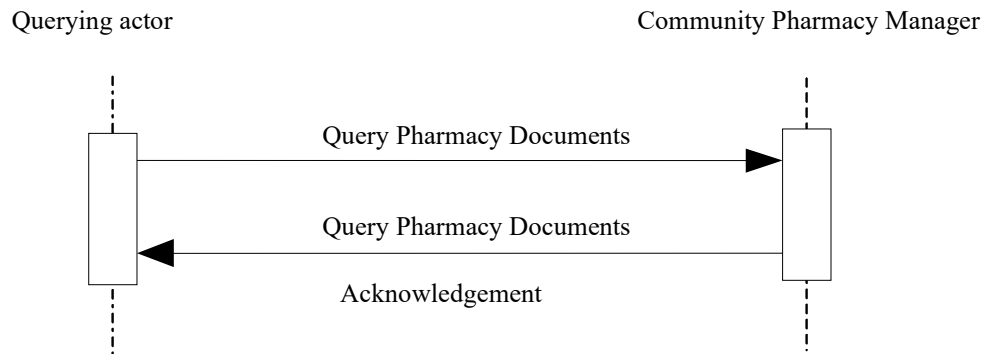 Querying actor
Community Pharmacy Manager
Query Pharmacy Documents
Query Pharmacy Documents
Acknowledgement